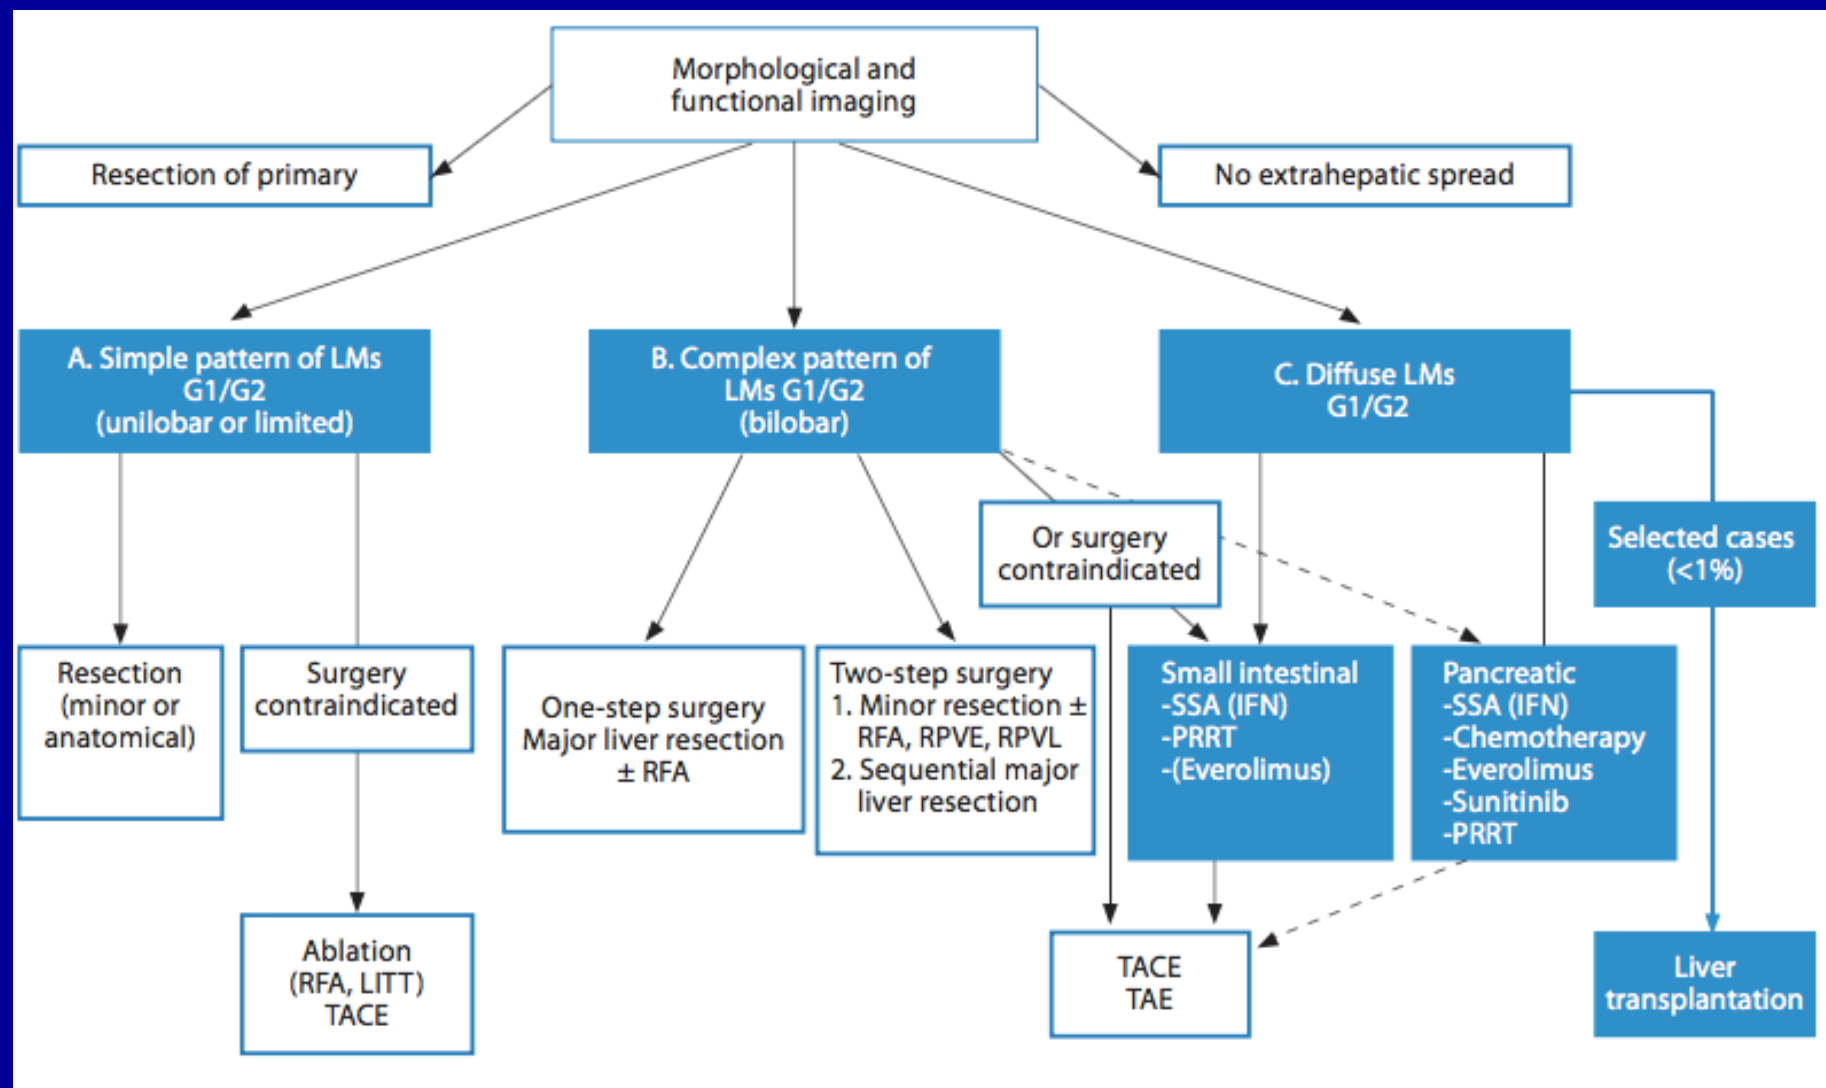 Morphological and
functional imaging
Resection of primary
No extrahepatic spread
A. Simple pattern of LMs
G1/G2
(unilobar or limited)
B. Complex pattern of
LMs G1/G2
(bilobar)
C. Diffuse LMs
G1/G2
Or surgery
contraindicated
Selected cases
(<1%)
Resection
(minor or
anatomical)
Surgery
contraindicated
One-step surgery
Major liver resection
± RFA
Two-step surgery
1. Minor resection ±
RFA, RPVE, RPVL
2. Sequential major
liver resection
Small intestinal
-SSA (IFN)
-PRRT
-(Everolimus)
Pancreatic
-SSA (IFN)
-Chemotherapy
-Everolimus
-Sunitinib
-PRRT
Ablation
(RFA, LITT)
TACE
TACE
TAE
Liver
transplantation